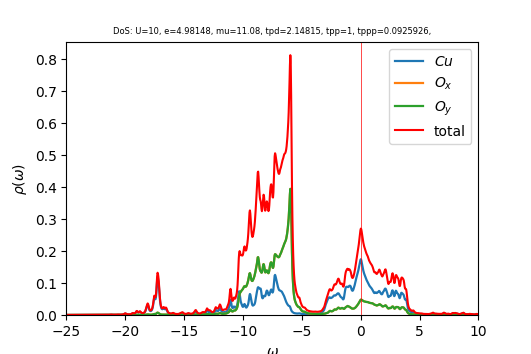 DoS: U=10, e=4.98148, mu=11.08, tpd=2.14815, tpp=1, tppp=0.0925926,
0.8
0.7
0.6
0.5
0.4
0.3
0.2
0.1
0.0
ρ(ω)
Cu
Oₓ
O_y
total
−25 −20 −15 −10 −5 0 5 10
ω